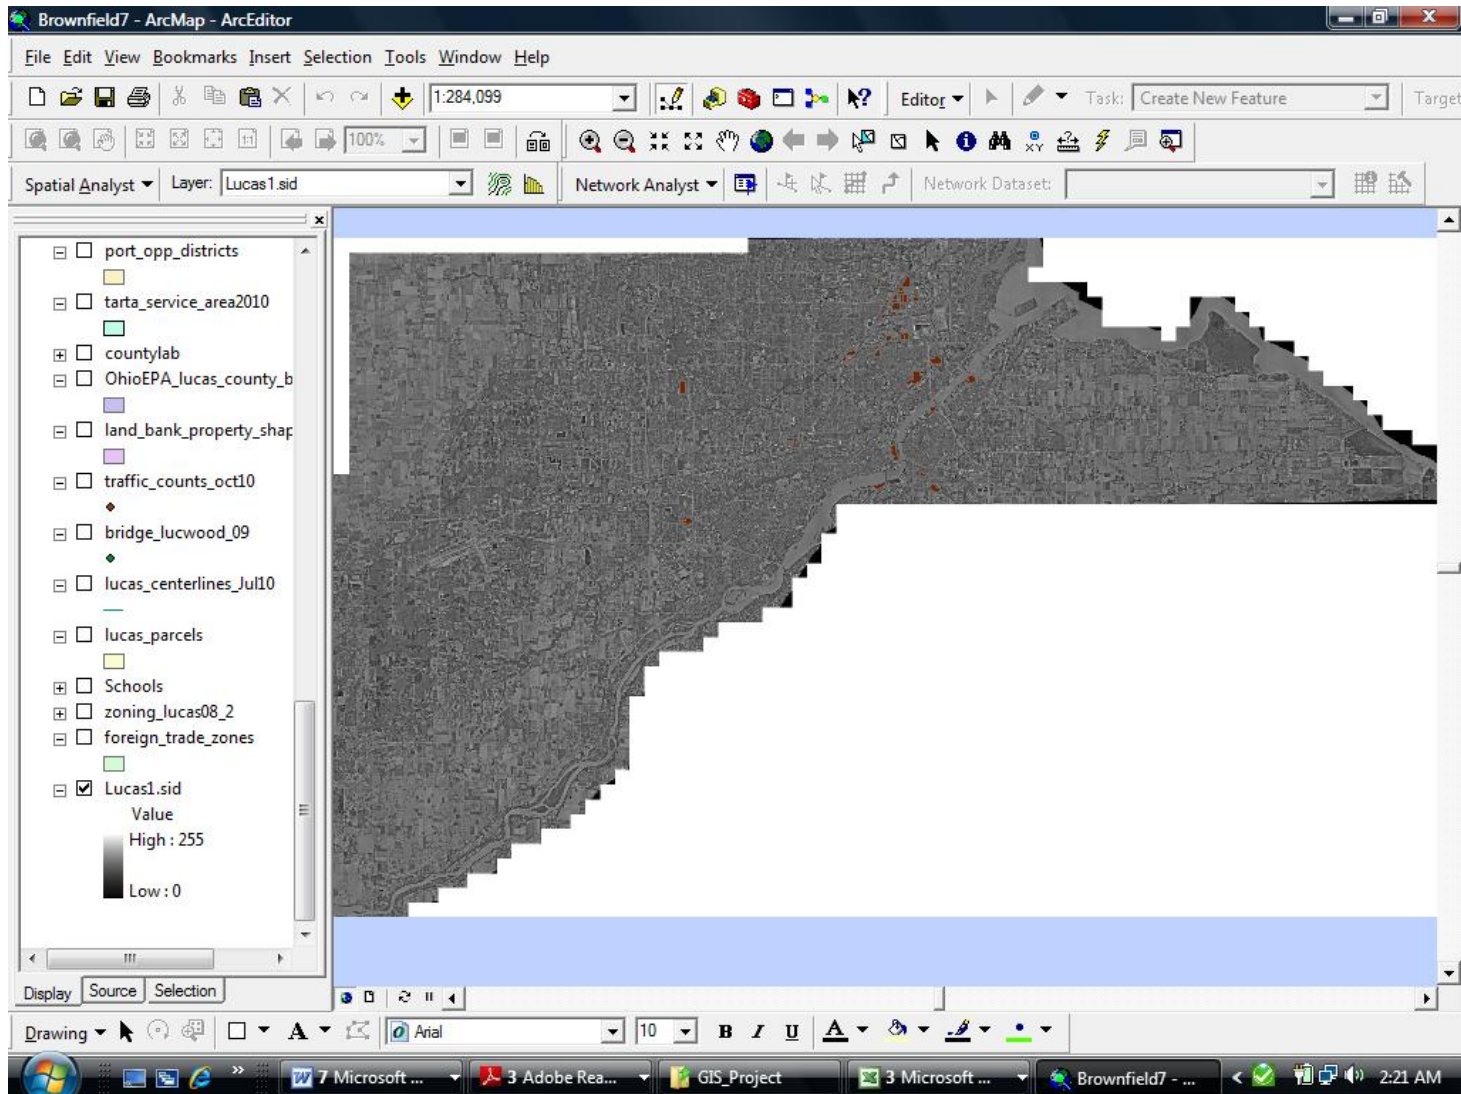 Brownfield7 - ArcMap - ArcEditor
File Edit View Bookmarks Insert Selection Tools Window Help
1:284,099 Editor Task: Create New Feature Target
100%
Spatial Analyst Layer: Lucas1.sid Network Analyst Network Dataset:
port_opp_districts
tarta_service_area2010
countylab
OhioEPA_lucas_county_b
land_bank_property_shap
traffic_counts_oct10
bridge_lucwood_09
lucas_centerlines_Jul10
lucas_parcels
Schools
zoning_lucas08_2
foreign_trade_zones
Lucas1.sid
Value
High : 255
Low : 0
Display Source Selection
Drawing A Arial 10 B I U A
7 Microsoft ... 3 Adobe Rea... GIS_Project 3 Microsoft ... Brownfield7 - ... 2:21 AM